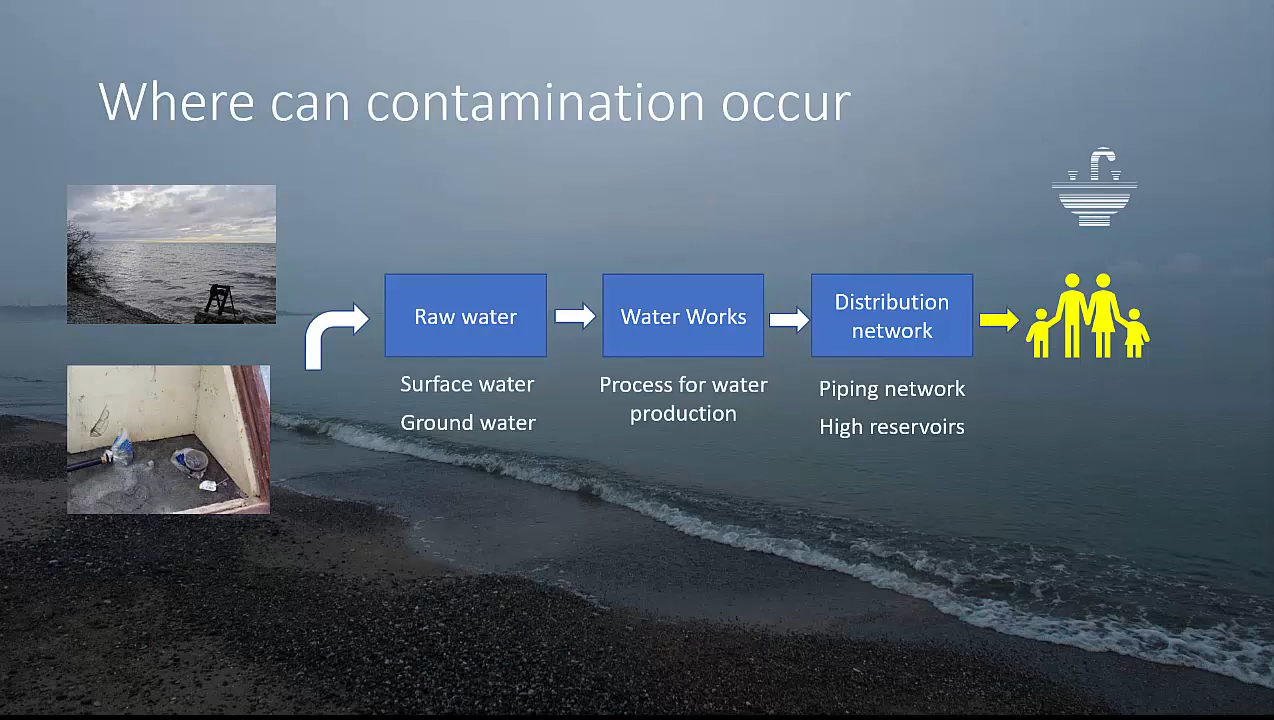 Where can contamination occur
Raw water
Surface water
Ground water
Water Works
Process for water
production
Distribution
network
Piping network
High reservoirs